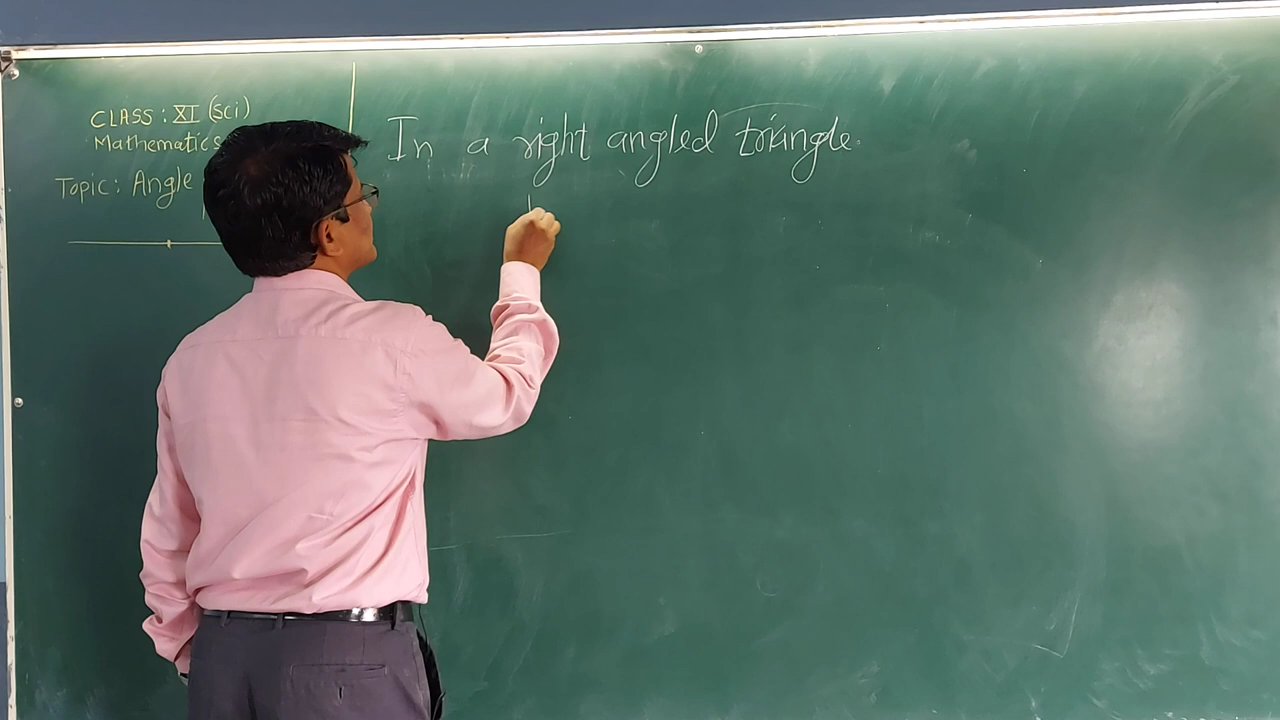 CLASS : XI (Sci)
Mathematics
Topic : Angle
In a right angled triangle.